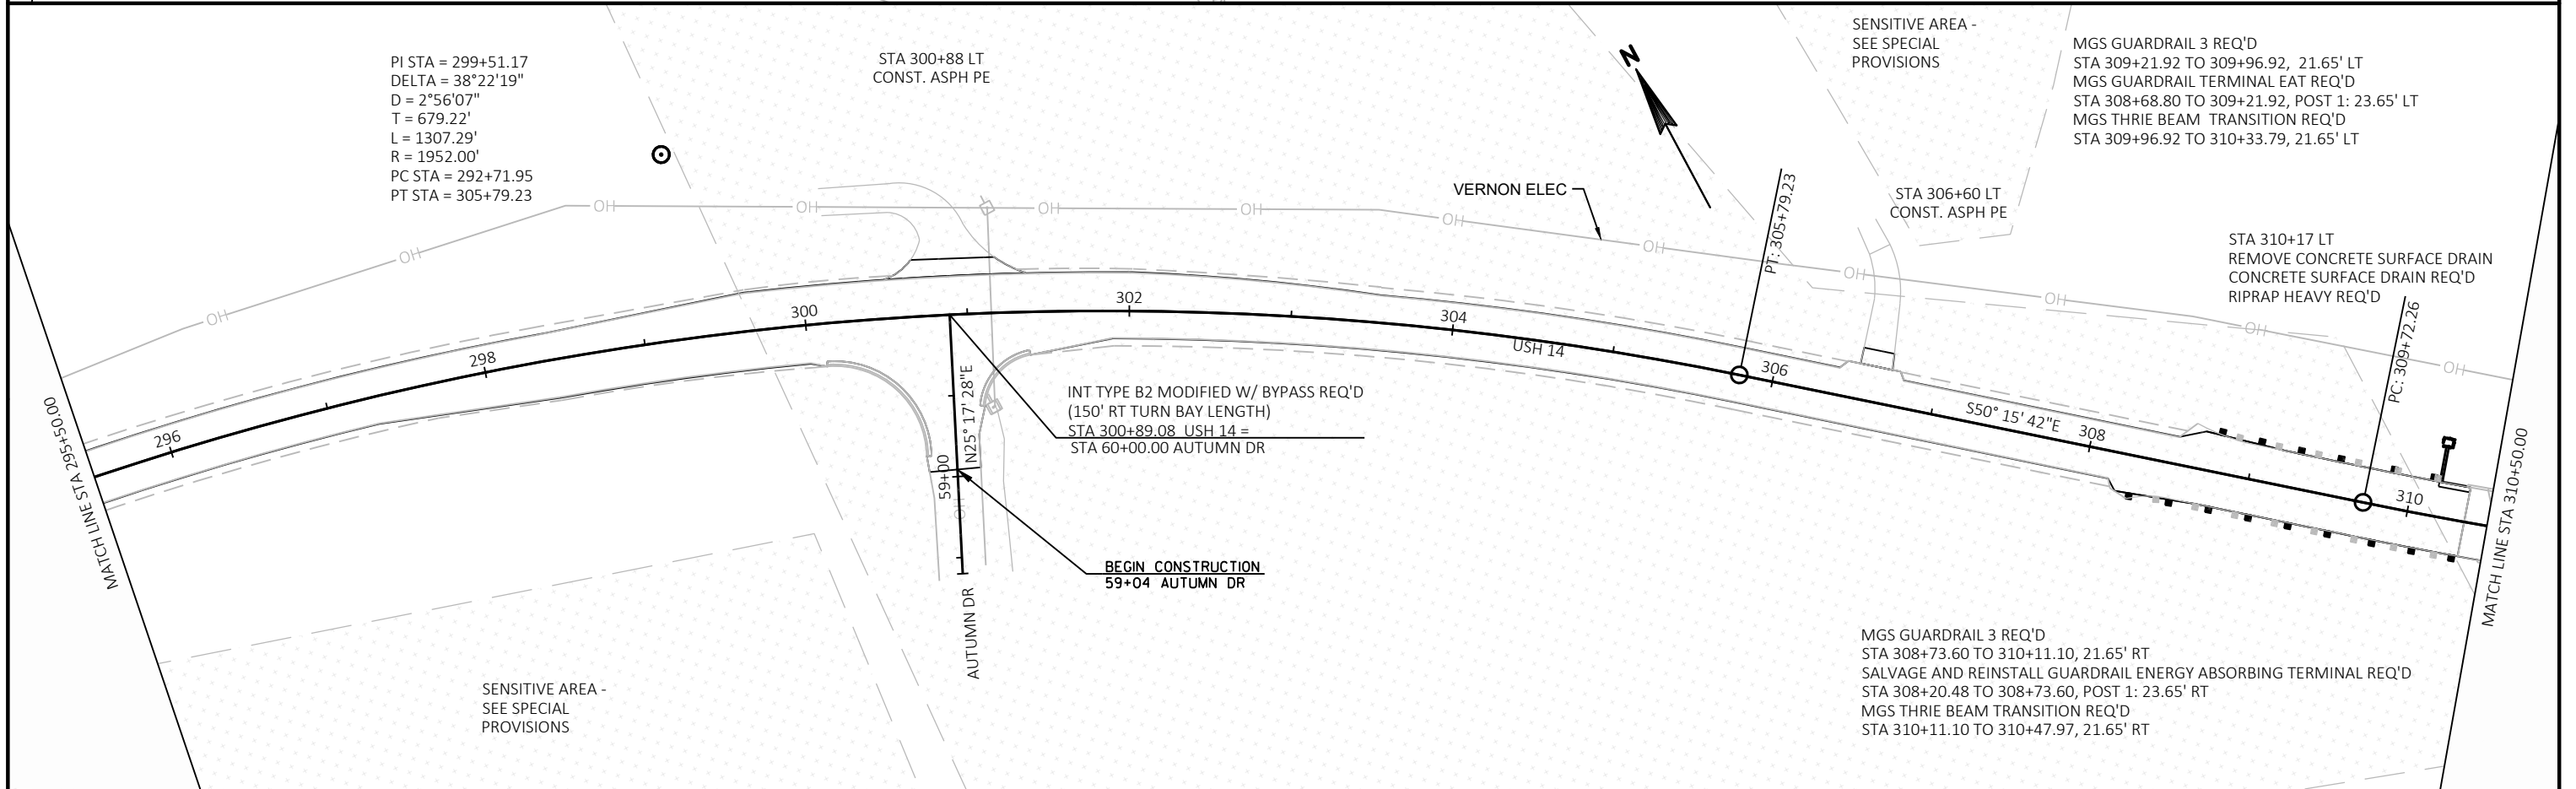 PI STA = 299+51.17
DELTA = 38°22'19"
D = 2°56'07"
T = 679.22'
L = 1307.29'
R = 1952.00'
PC STA = 292+71.95
PT STA = 305+79.23
STA 300+88 LT
CONST. ASPH PE
N
SENSITIVE AREA -
SEE SPECIAL
PROVISIONS
MGS GUARDRAIL 3 REQ'D
STA 309+21.92 TO 309+96.92, 21.65' LT
MGS GUARDRAIL TERMINAL EAT REQ'D
STA 308+68.80 TO 309+21.92, POST 1: 23.65' LT
MGS THRIE BEAM TRANSITION REQ'D
STA 309+96.92 TO 310+33.79, 21.65' LT
VERNON ELEC
STA 306+60 LT
CONST. ASPH PE
STA 310+17 LT
REMOVE CONCRETE SURFACE DRAIN
CONCRETE SURFACE DRAIN REQ'D
RIPRAP HEAVY REQ'D
OH
OH
OH
OH
OH
OH
OH
OH
OH
OH
OH
OH
PT: 305+79.23
PC: 309+72.26
296
298
300
302
304
306
308
310
USH 14
S50° 15' 42"E
MATCH LINE STA 295+50.00
MATCH LINE STA 310+50.00
N25° 17' 28"E
59+00
OH
AUTUMN DR
INT TYPE B2 MODIFIED W/ BYPASS REQ'D
(150' RT TURN BAY LENGTH)
STA 300+89.08 USH 14 =
STA 60+00.00 AUTUMN DR
BEGIN CONSTRUCTION
59+04 AUTUMN DR
SENSITIVE AREA -
SEE SPECIAL
PROVISIONS
MGS GUARDRAIL 3 REQ'D
STA 308+73.60 TO 310+11.10, 21.65' RT
SALVAGE AND REINSTALL GUARDRAIL ENERGY ABSORBING TERMINAL REQ'D
STA 308+20.48 TO 308+73.60, POST 1: 23.65' RT
MGS THRIE BEAM TRANSITION REQ'D
STA 310+11.10 TO 310+47.97, 21.65' RT